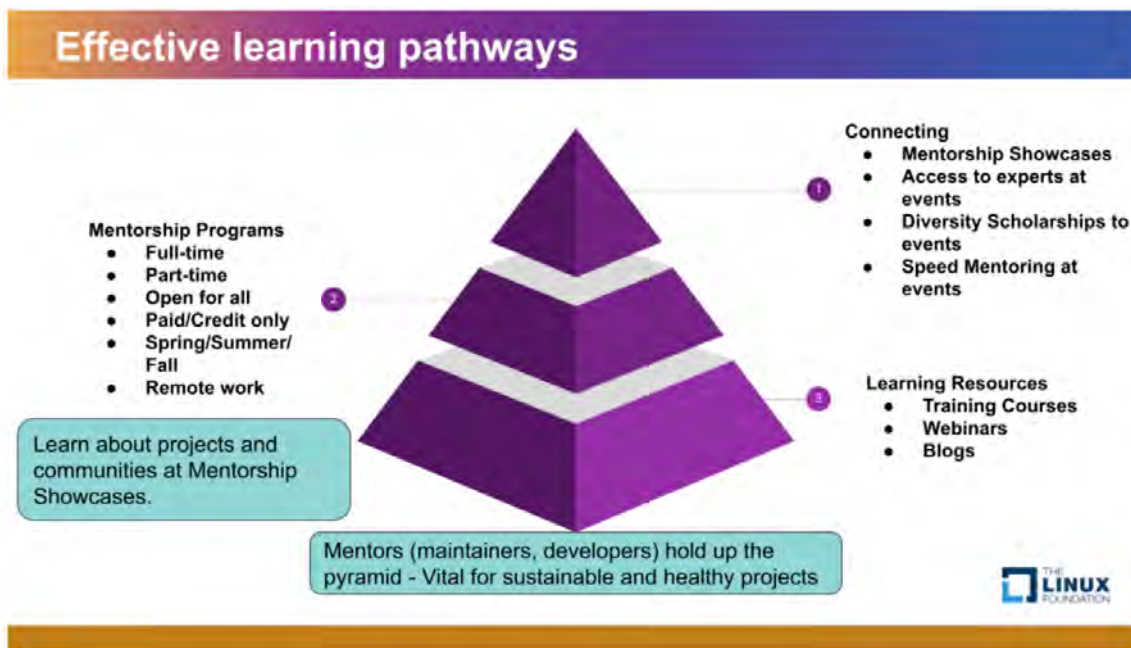 Effective learning pathways
Connecting
● Mentorship Showcases
● Access to experts at
events
● Diversity Scholarships to
events
● Speed Mentoring at
events
1
Mentorship Programs
● Full-time
● Part-time
● Open for all
● Paid/Credit only
● Spring/Summer/
Fall
● Remote work
2
3
Learning Resources
● Training Courses
● Webinars
● Blogs
Learn about projects and
communities at Mentorship
Showcases.
Mentors (maintainers, developers) hold up the
pyramid - Vital for sustainable and healthy projects
THE
LINUX
FOUNDATION